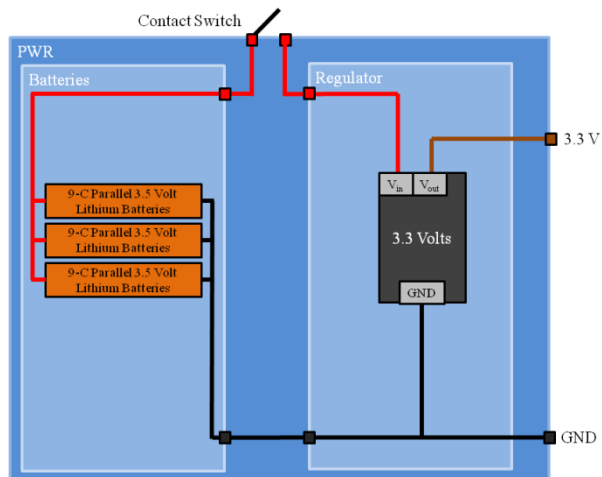 Contact Switch
PWR
Batteries
Regulator
3.3 V
Vin
Vout
9-C Parallel 3.5 Volt
Lithium Batteries
9-C Parallel 3.5 Volt
Lithium Batteries
9-C Parallel 3.5 Volt
Lithium Batteries
3.3 Volts
GND
GND